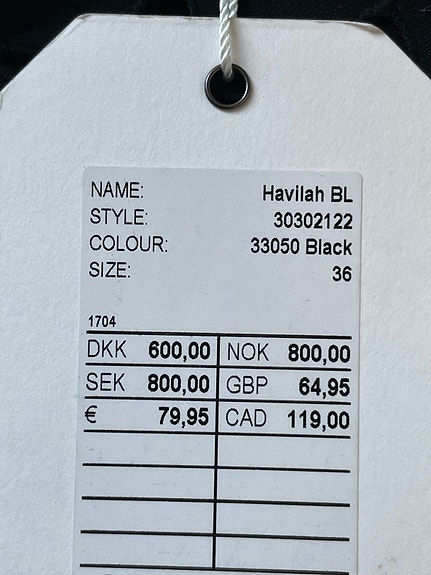 NAME: Havilah BL
STYLE: 30302122
COLOUR: 33050 Black
SIZE: 36
1704
DKK 600,00 NOK 800,00
SEK 800,00 GBP 64,95
€ 79,95 CAD 119,00